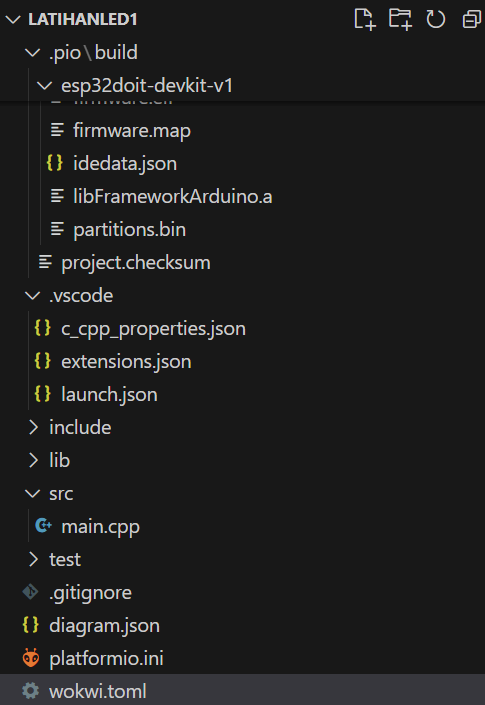 LATIHANLED1
.pio\build
esp32doit-devkit-v1
firmware.map
idedata.json
libFrameworkArduino.a
partitions.bin
project.checksum
.vscode
c_cpp_properties.json
extensions.json
launch.json
include
lib
src
main.cpp
test
.gitignore
diagram.json
platformio.ini
wokwi.toml